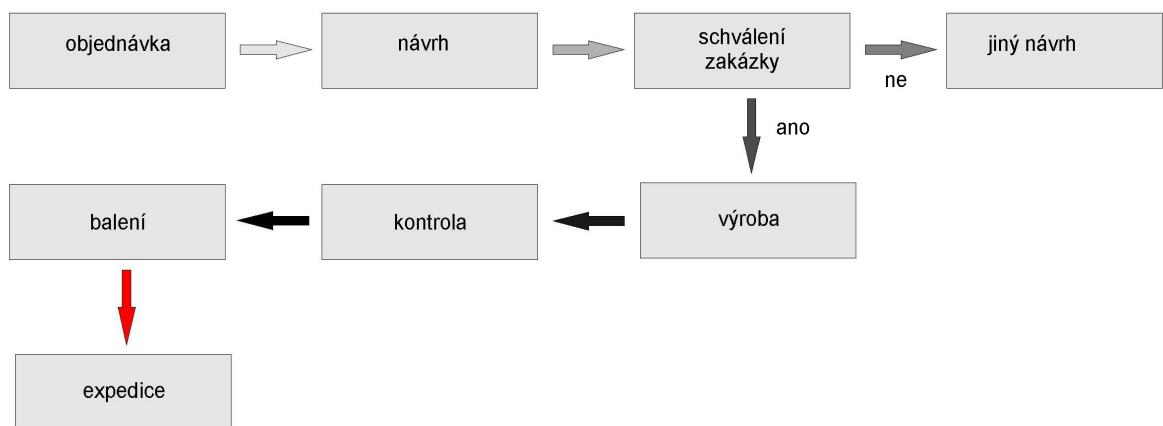 objednávka
návrh
schválení
zakázky
ne
jiný návrh
ano
balení
kontrola
výroba
expedice